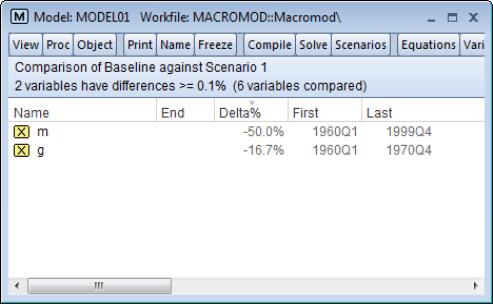 Model: MODEL01 Workfile: MACROMOD::Macromod\
View Proc Object Print Name Freeze Compile Solve Scenarios Equations Vari
Comparison of Baseline against Scenario 1
2 variables have differences >= 0.1% (6 variables compared)
Name End Delta% First Last
m -50.0% 1960Q1 1999Q4
g -16.7% 1960Q1 1970Q4